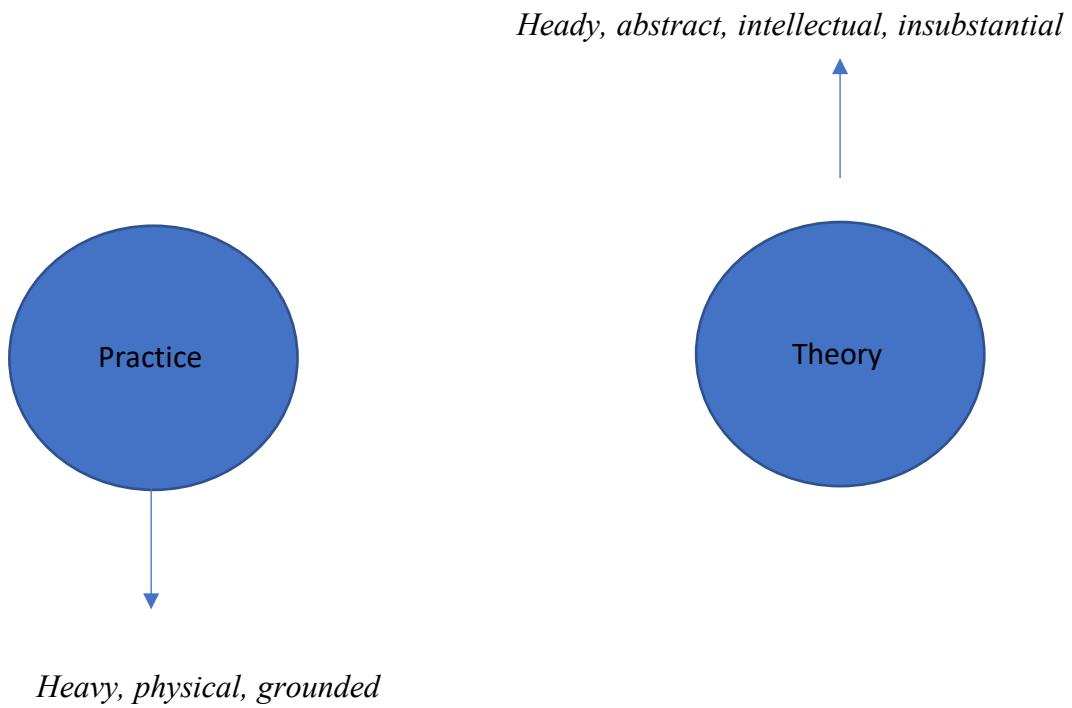 Heady, abstract, intellectual, insubstantial
Practice
Theory
Heavy, physical, grounded